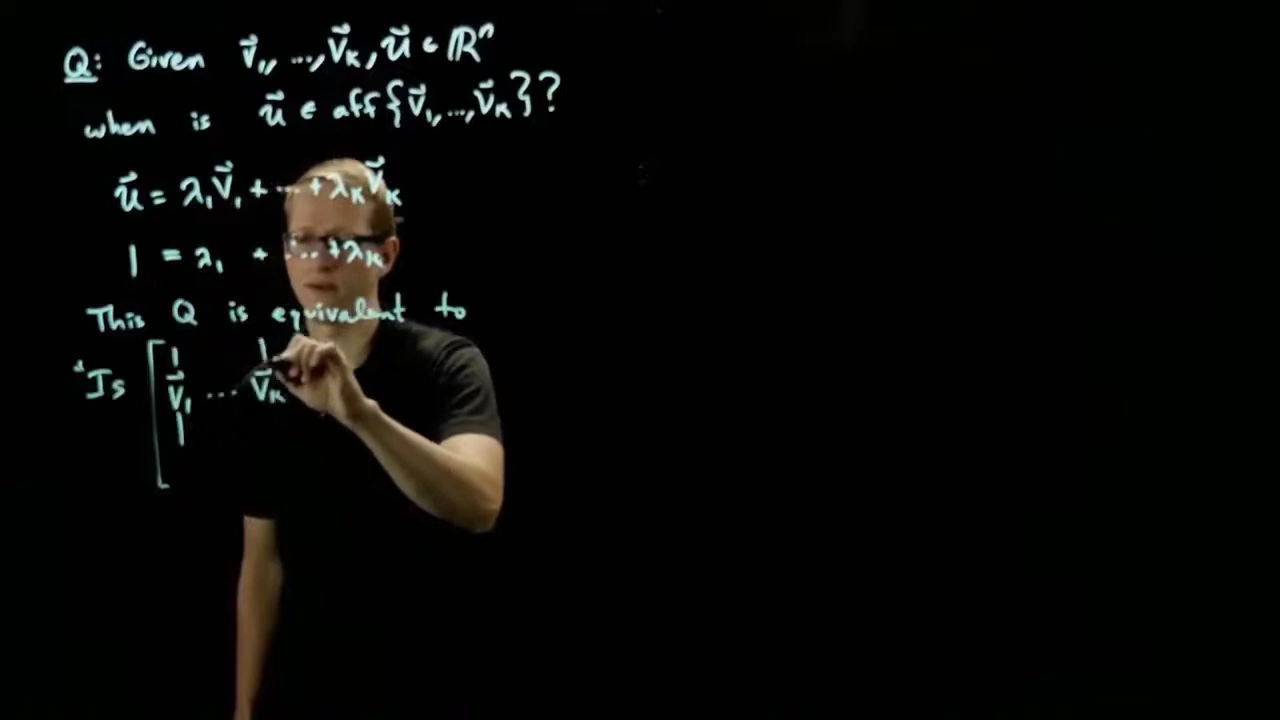 Q: Given v⃗₁, ..., v⃗ₖ, u⃗ ∈ ℝⁿ
when is u⃗ ∈ aff{v⃗₁, ..., v⃗ₖ}?
u⃗ = λ₁v⃗₁ + ... + λₖv⃗ₖ
1 = λ₁ + ... + λₖ
This Q is equivalent to
"Is [ | |
v⃗₁ ... v⃗ₖ
|